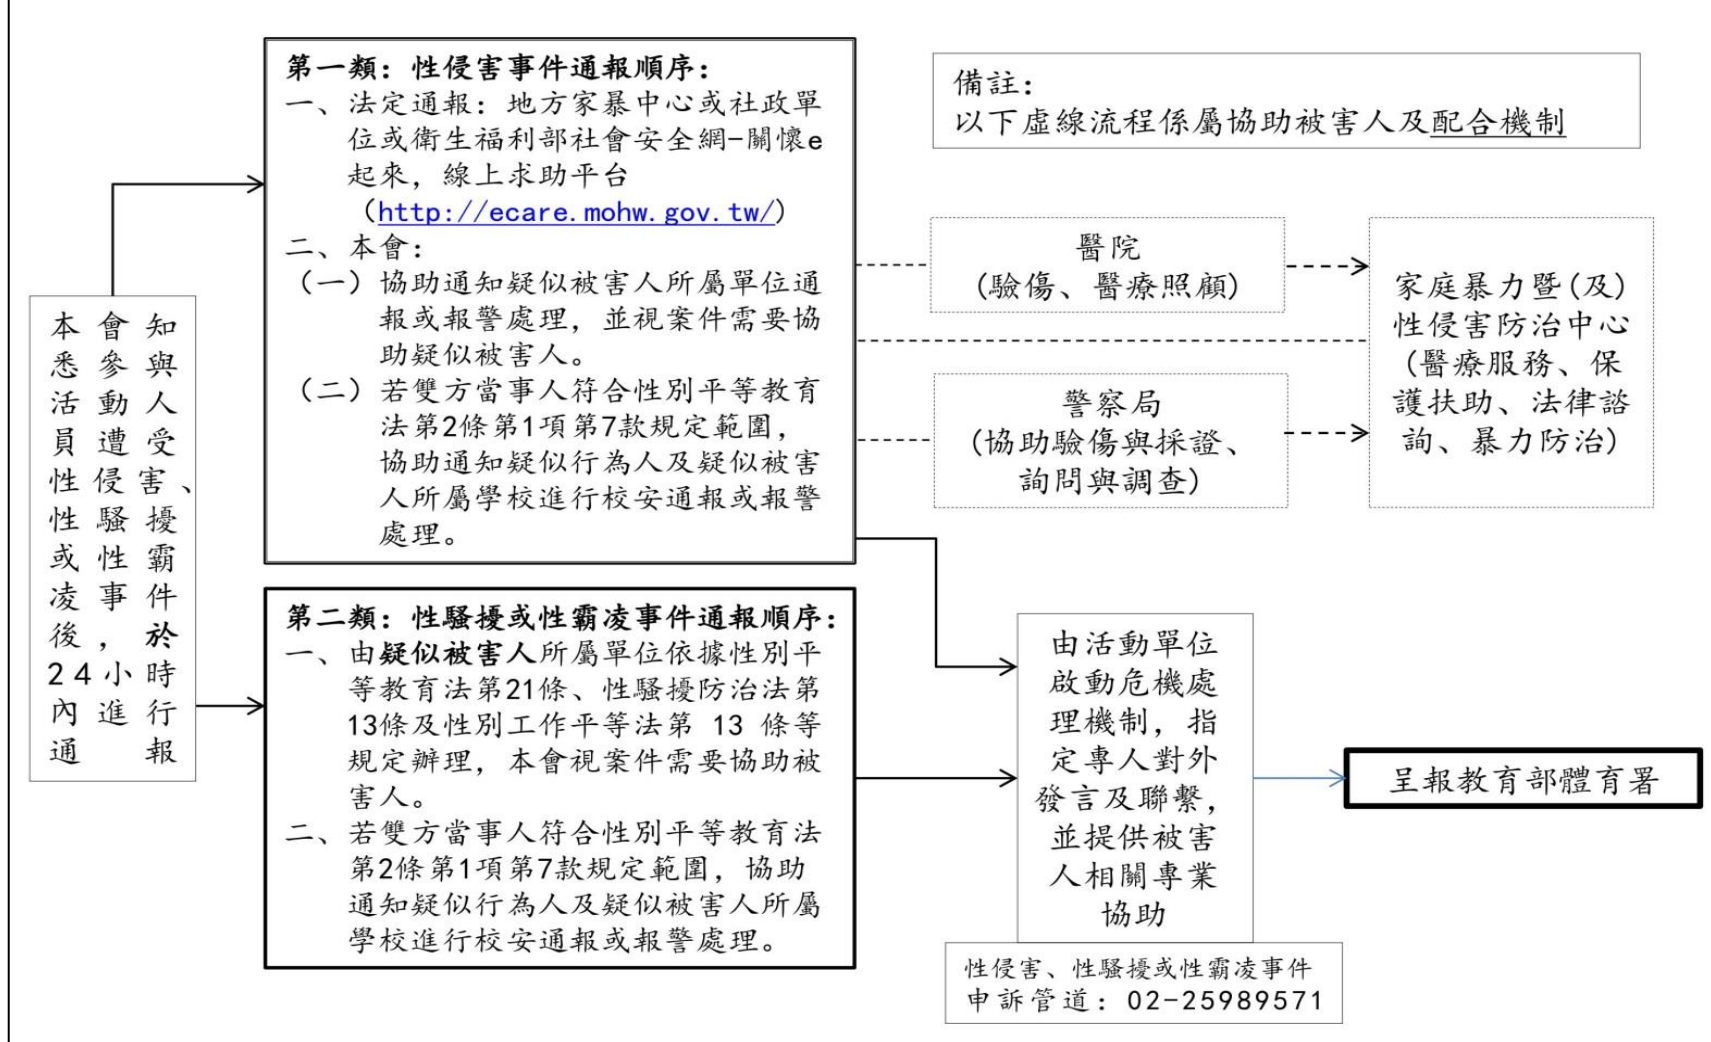 本會知
悉參與
活動人
員遭受
性侵害、
性騷擾
或性霸
凌事件
後，於
24小時
內進行
通報
第一類：性侵害事件通報順序：
一、法定通報：地方家暴中心或社政單
位或衛生福利部社會安全網-關懷e
起來，線上求助平台
（http://ecare.mohw.gov.tw/）
二、本會：
（一）協助通知疑似被害人所屬單位通
報或報警處理，並視案件需要協
助疑似被害人。
（二）若雙方當事人符合性別平等教育
法第2條第1項第7款規定範圍，
協助通知疑似行為人及疑似被害
人所屬學校進行校安通報或報警
處理。
第二類：性騷擾或性霸凌事件通報順序：
一、由疑似被害人所屬單位依據性別平
等教育法第21條、性騷擾防治法第
13條及性別工作平等法第 13 條等
規定辦理，本會視案件需要協助被
害人。
二、若雙方當事人符合性別平等教育法
第2條第1項第7款規定範圍，協助
通知疑似行為人及疑似被害人所屬
學校進行校安通報或報警處理。
備註：
以下虛線流程係屬協助被害人及配合機制
醫院
(驗傷、醫療照顧)
警察局
(協助驗傷與採證、
詢問與調查)
家庭暴力暨(及)
性侵害防治中心
(醫療服務、保
護扶助、法律諮
詢、暴力防治)
由活動單位
啟動危機處
理機制，指
定專人對外
發言及聯繫，
並提供被害
人相關專業
協助
呈報教育部體育署
性侵害、性騷擾或性霸凌事件
申訴管道：02-25989571